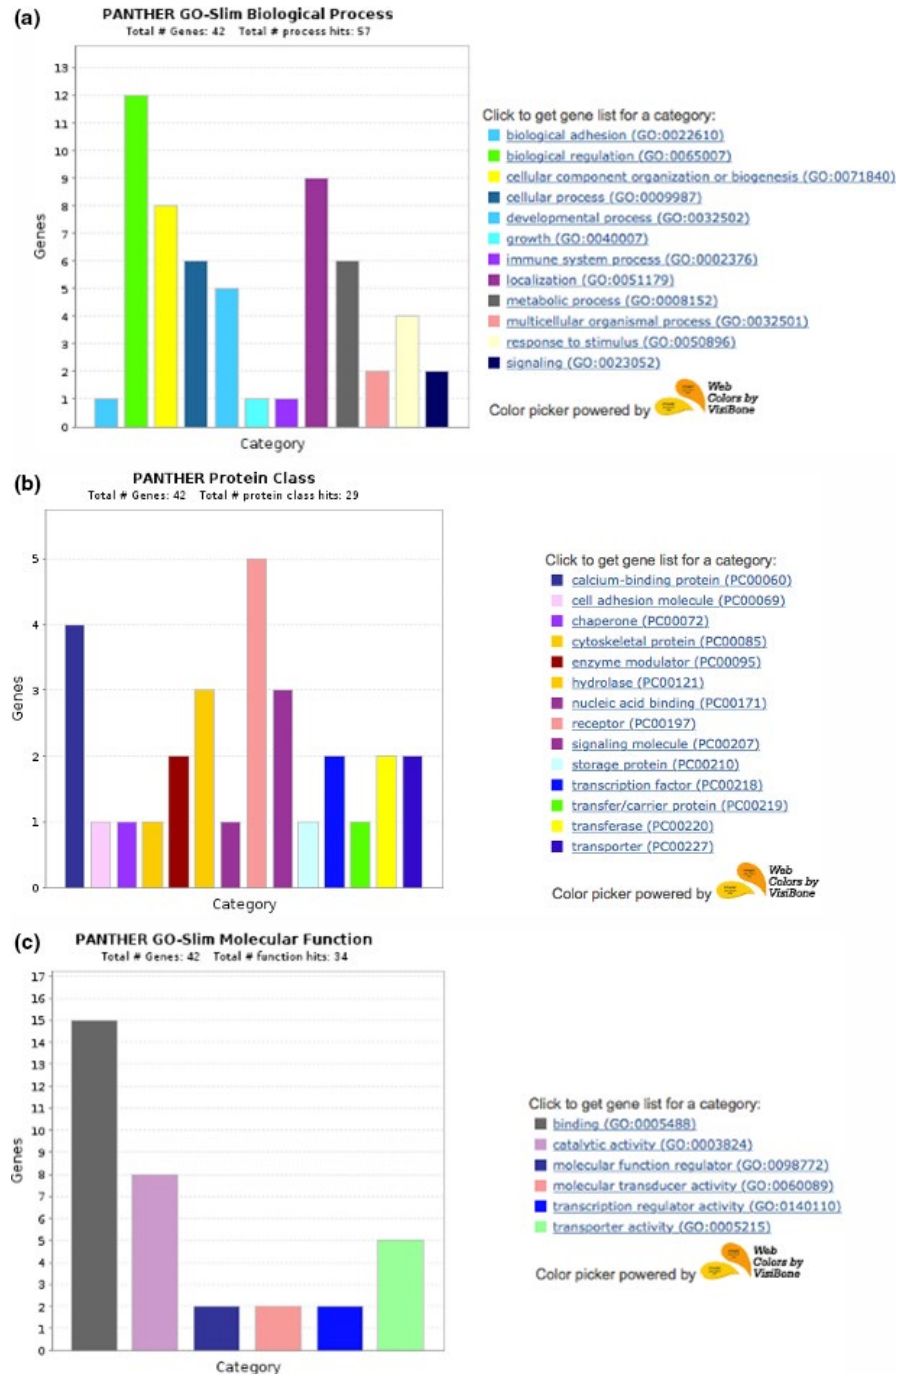 (a)
PANTHER GO-Slim Biological Process
Total # Genes: 42 Total # process hits: 57
13
12
11
10
9
8
7
6
5
4
3
2
1
0
Genes
Category
Click to get gene list for a category:
biological adhesion (GO:0022610)
biological regulation (GO:0065007)
cellular component organization or biogenesis (GO:0071840)
cellular process (GO:0009987)
developmental process (GO:0032502)
growth (GO:0040007)
immune system process (GO:0002376)
localization (GO:0051179)
metabolic process (GO:0008152)
multicellular organismal process (GO:0032501)
response to stimulus (GO:0050896)
signaling (GO:0023052)
Color picker powered by
Web
Colors by
VisiBone
(b)
PANTHER Protein Class
Total # Genes: 42 Total # protein class hits: 29
5
4
3
2
1
0
Genes
Category
Click to get gene list for a category:
calcium-binding protein (PC00060)
cell adhesion molecule (PC00069)
chaperone (PC00072)
cytoskeletal protein (PC00085)
enzyme modulator (PC00095)
hydrolase (PC00121)
nucleic acid binding (PC00171)
receptor (PC00197)
signaling molecule (PC00207)
storage protein (PC00210)
transcription factor (PC00218)
transfer/carrier protein (PC00219)
transferase (PC00220)
transporter (PC00227)
Color picker powered by
Web
Colors by
VisiBone
(c)
PANTHER GO-Slim Molecular Function
Total # Genes: 42 Total # function hits: 34
17
16
15
14
13
12
11
10
9
8
7
6
5
4
3
2
1
0
Genes
Category
Click to get gene list for a category:
binding (GO:0005488)
catalytic activity (GO:0003824)
molecular function regulator (GO:0098772)
molecular transducer activity (GO:0060089)
transcription regulator activity (GO:0140110)
transporter activity (GO:0005215)
Color picker powered by
Web
Colors by
VisiBone